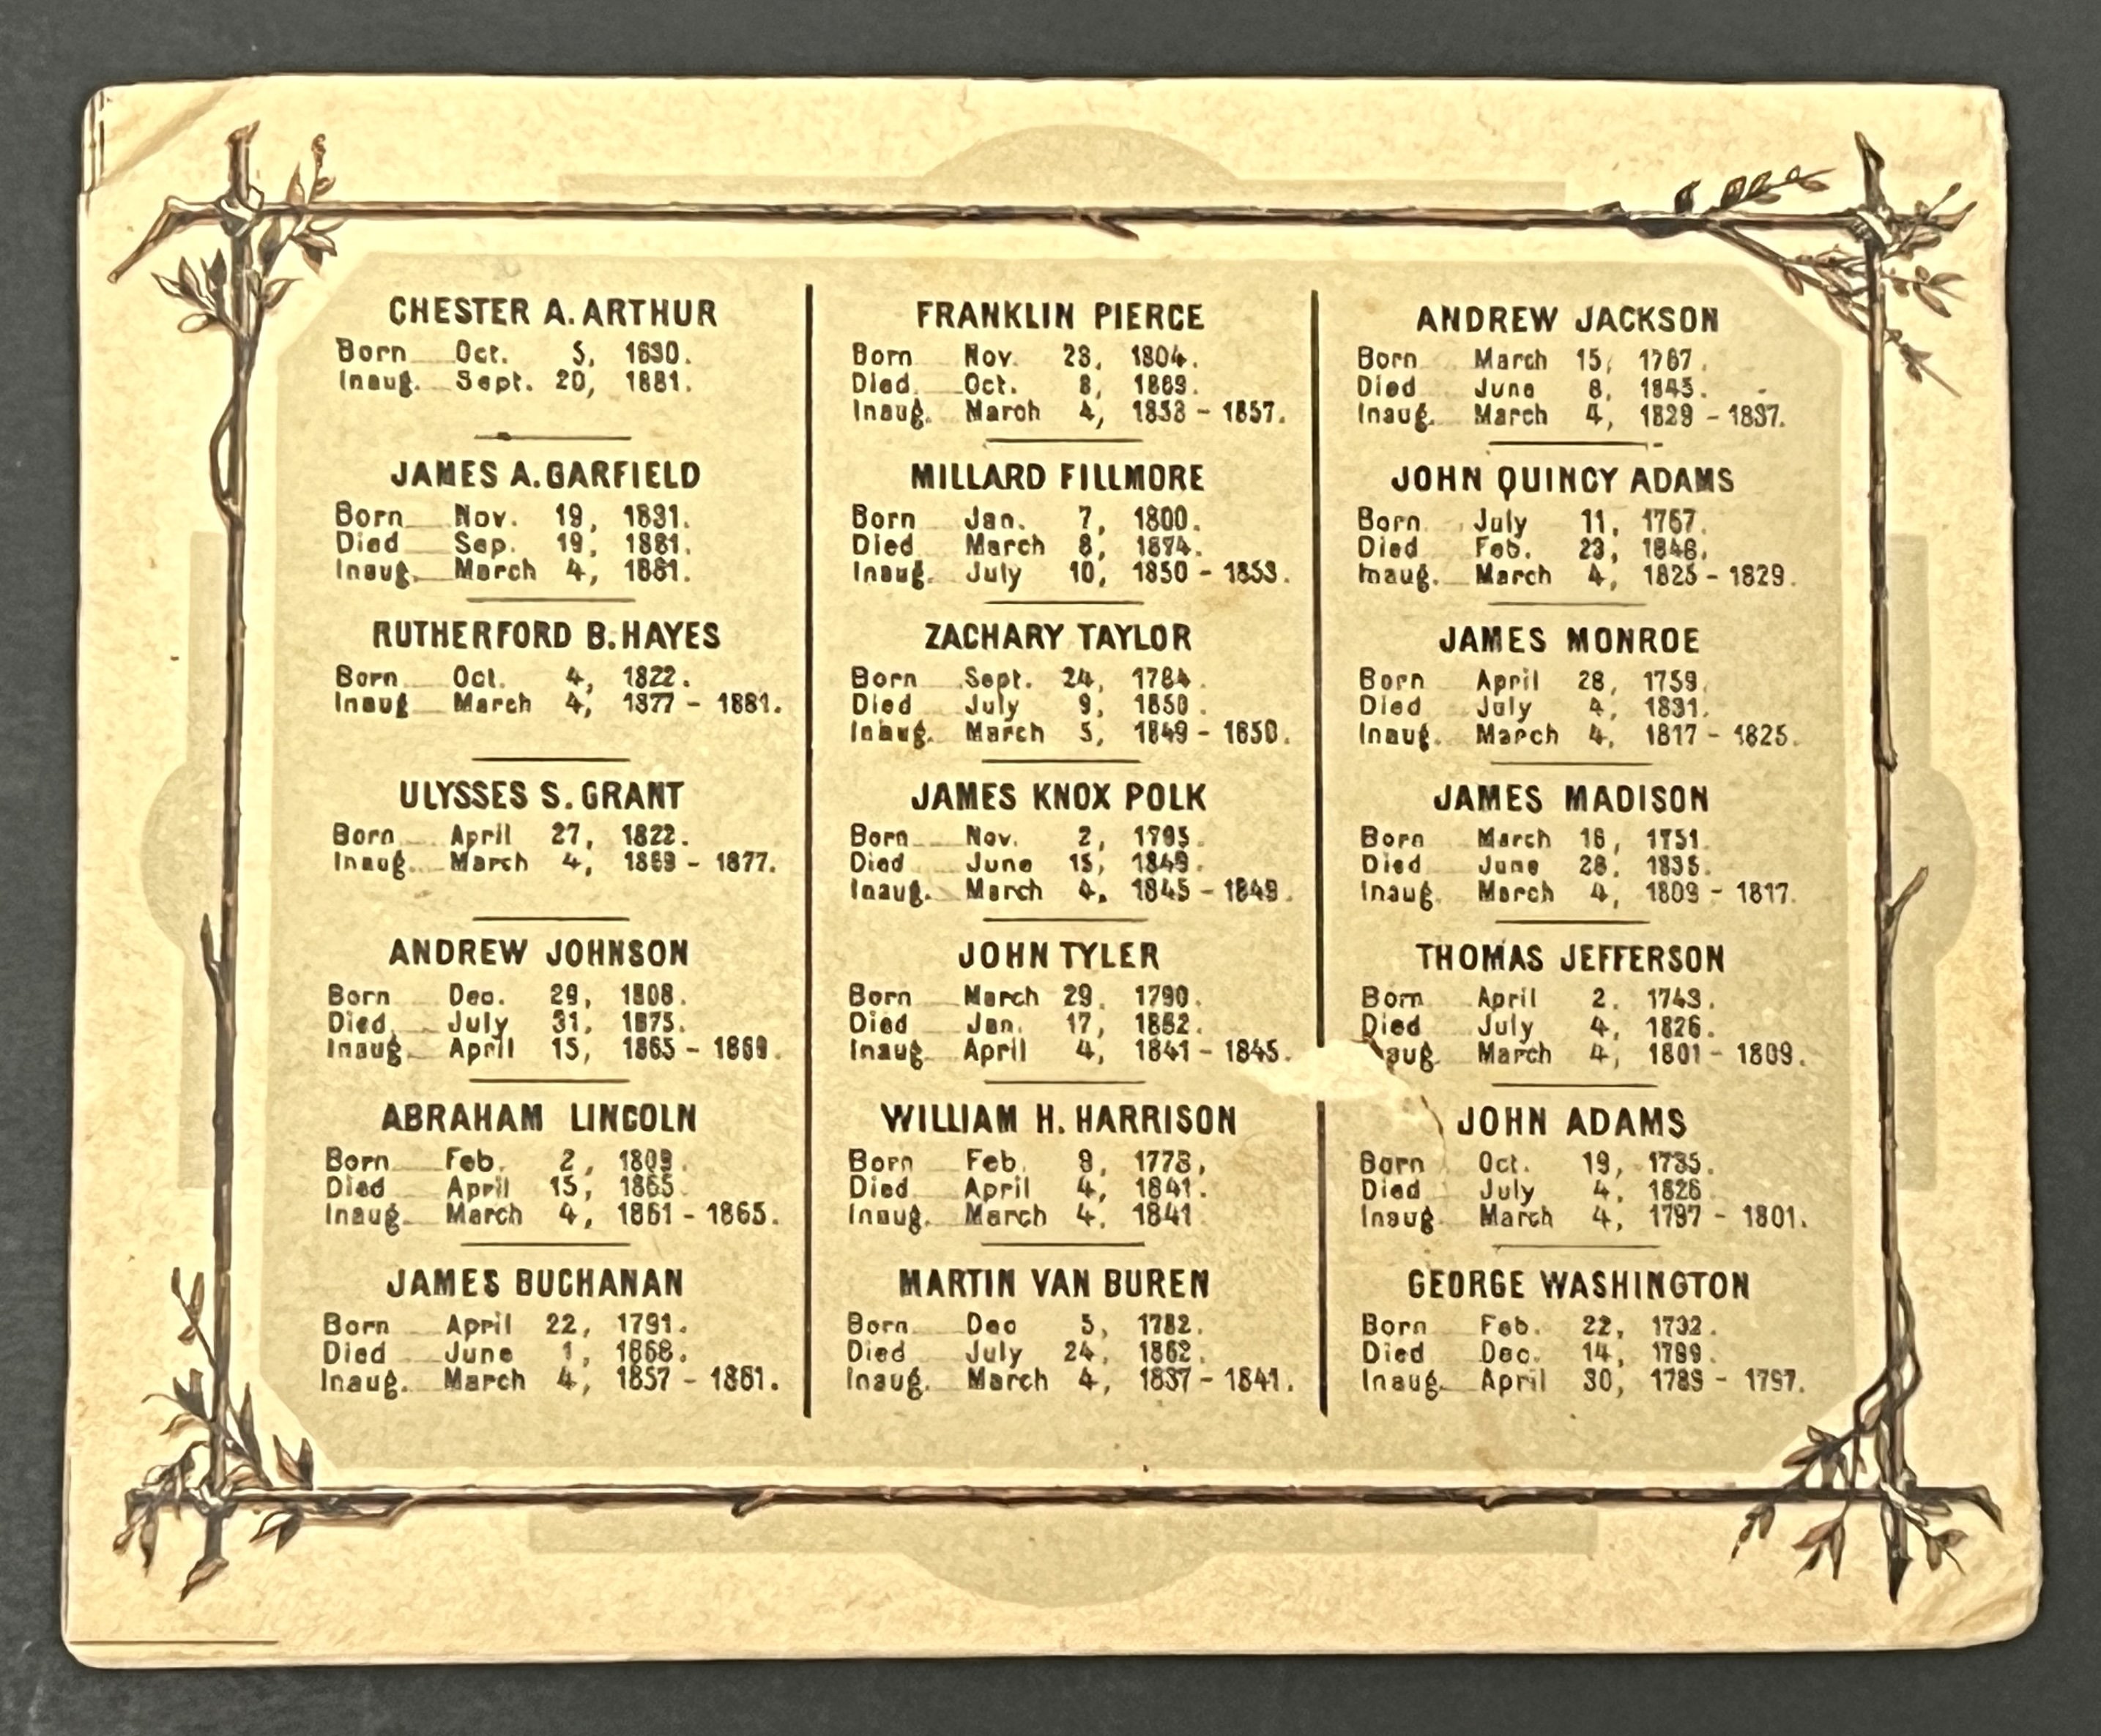 CHESTER A. ARTHUR
Born Oct. 5, 1830.
Inaug. Sept. 20, 1881.
JAMES A. GARFIELD
Born Nov. 19, 1831.
Died Sep. 19, 1881.
Inaug. March 4, 1881.
RUTHERFORD B. HAYES
Born Oct. 4, 1822.
Inaug March 4, 1877 - 1881.
ULYSSES S. GRANT
Born April 27, 1822.
Inaug. March 4, 1869 - 1877.
ANDREW JOHNSON
Born Dec. 29, 1808.
Died July 31, 1875.
Inaug. April 15, 1865 - 1869.
ABRAHAM LINCOLN
Born Feb. 2, 1809.
Died April 15, 1865
Inaug. March 4, 1861 - 1865.
JAMES BUCHANAN
Born April 22, 1791.
Died June 1, 1868.
Inaug. March 4, 1857 - 1861.
FRANKLIN PIERCE
Born Nov. 23, 1804.
Died Oct. 8, 1869.
Inaug. March 4, 1853 - 1857.
MILLARD FILLMORE
Born Jan. 7, 1800.
Died March 8, 1874.
Inaug. July 10, 1850 - 1853.
ZACHARY TAYLOR
Born Sept. 24, 1784.
Died July 9, 1850.
Inaug. March 5, 1849 - 1850.
JAMES KNOX POLK
Born Nov. 2, 1795.
Died June 15, 1849.
Inaug. March 4, 1845 - 1849.
JOHN TYLER
Born March 29, 1790.
Died Jan. 17, 1862.
Inaug. April 4, 1841 - 1845.
WILLIAM H. HARRISON
Born Feb. 9, 1773,
Died April 4, 1841.
Inaug. March 4, 1841
MARTIN VAN BUREN
Born Dec 5, 1782.
Died July 24, 1862.
Inaug. March 4, 1837 - 1841.
ANDREW JACKSON
Born March 15, 1767.
Died June 8, 1845.
Inaug. March 4, 1829 - 1837.
JOHN QUINCY ADAMS
Born July 11, 1767.
Died Feb. 23, 1848.
Inaug. March 4, 1825 - 1829.
JAMES MONROE
Born April 28, 1759.
Died July 4, 1831.
Inaug. March 4, 1817 - 1825.
JAMES MADISON
Born March 16, 1751.
Died June 28, 1836.
Inaug. March 4, 1809 - 1817.
THOMAS JEFFERSON
Born April 2. 1743.
Died July 4, 1826.
aug. March 4, 1801 - 1809.
JOHN ADAMS
Born Oct. 19, 1735.
Died July 4, 1826
Inaug. March 4, 1797 - 1801.
GEORGE WASHINGTON
Born Feb. 22, 1732.
Died Dec. 14, 1799.
Inaug. April 30, 1789 - 1797.